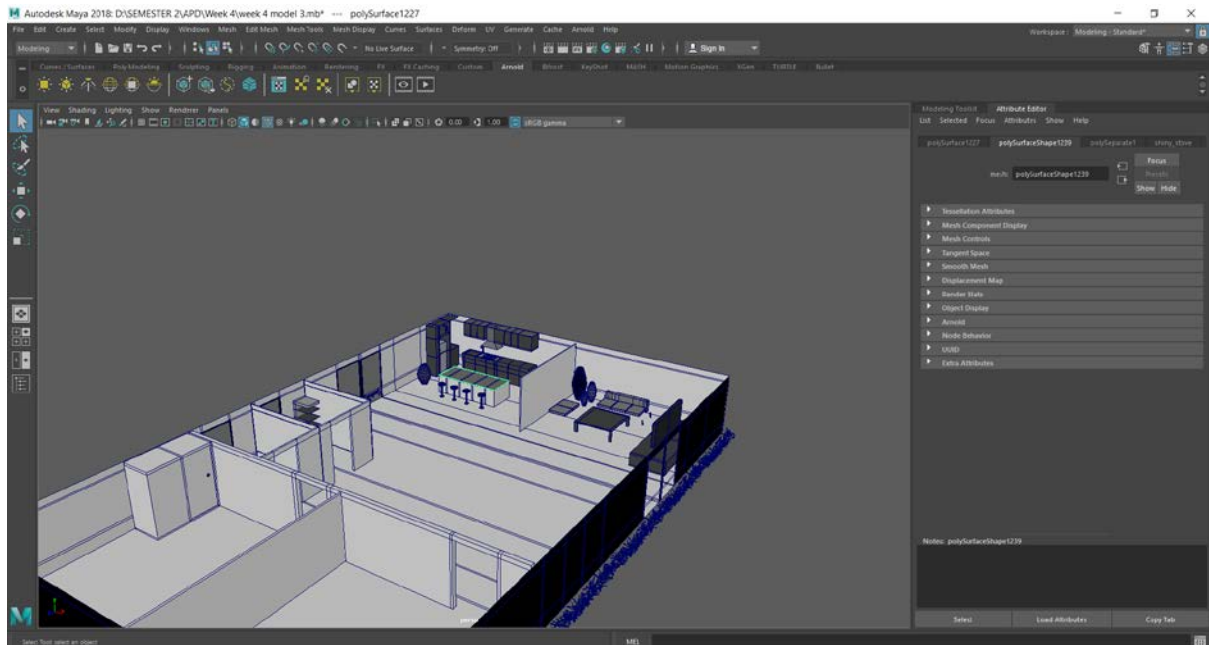 Autodesk Maya 2018: D:\SEMESTER 2\APD\Week 4\week 4 model 3.mb* --- polySurface1227
File Edit Create Select Modify Display Windows Mesh Edit Mesh Mesh Tools Mesh Display Curves Surfaces Deform UV Generate Cache Arnold Help
Workspace: Modeling - Standard*
Modeling No Live Surface Symmetry: Off Sign In
Curves / Surfaces Poly Modeling Sculpting Rigging Animation Rendering FX FX Caching Custom Arnold Bifrost KeyShot MASH Motion Graphics XGen TURTLE Bullet
View Shading Lighting Show Renderer Panels
0.00 1.00 sRGB gamma
Modeling Toolkit Attribute Editor
List Selected Focus Attributes Show Help
polySurface1227 polySurfaceShape1239 polySeparate1 shiny_stove
mesh: polySurfaceShape1239
Focus
Presets
Show Hide
Tessellation Attributes
Mesh Component Display
Mesh Controls
Tangent Space
Smooth Mesh
Displacement Map
Render Stats
Object Display
Arnold
Node Behavior
UUID
Extra Attributes
Notes: polySurfaceShape1239
Select Load Attributes Copy Tab
Select Tool: select an object
MEL